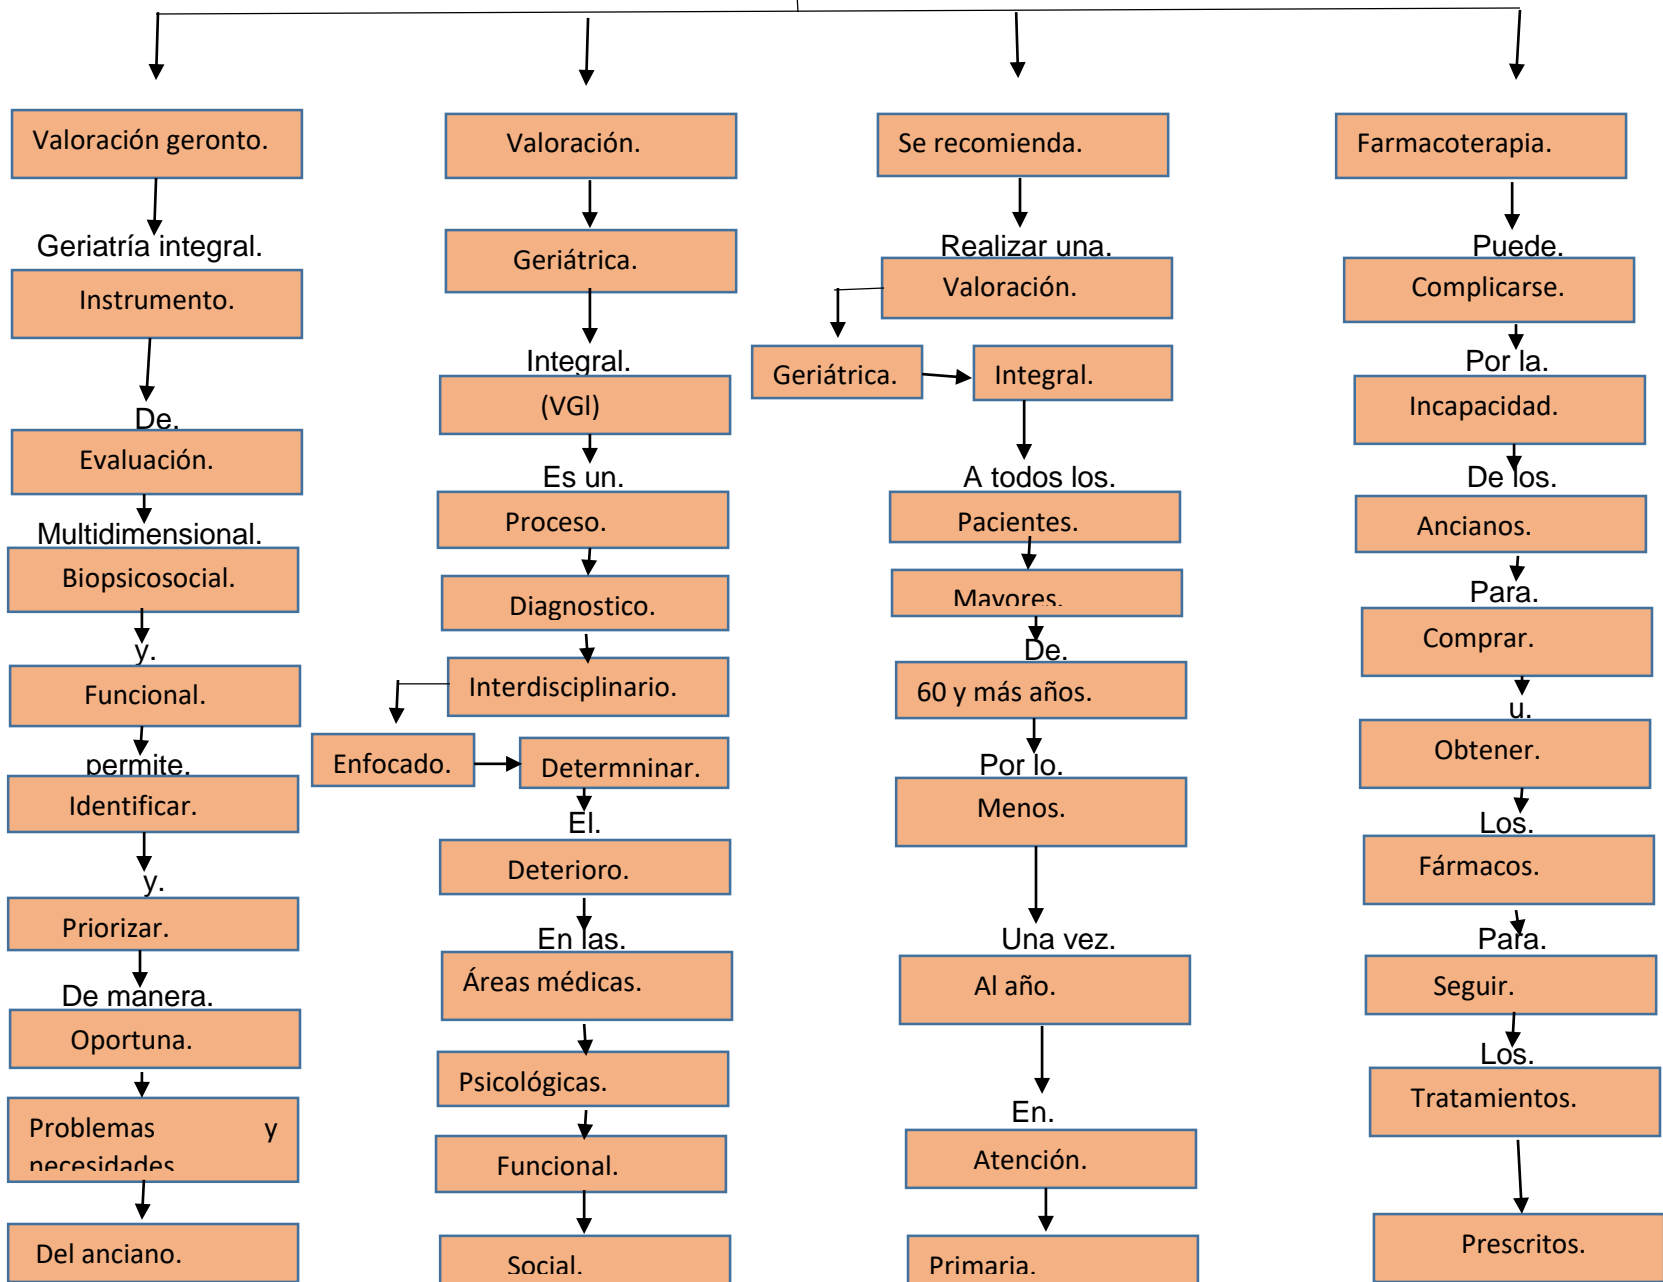 Valoración geronto.
Geriatría integral.
Instrumento.
De.
Evaluación.
Multidimensional.
Biopsicosocial.
y.
Funcional.
permite.
Identificar.
y.
Priorizar.
De manera.
Oportuna.
Problemas y
necesidades
Del anciano.
Valoración.
Geriátrica.
Integral.
(VGI)
Es un.
Proceso.
Diagnostico.
Interdisciplinario.
Enfocado.
Determninar.
El.
Deterioro.
En las.
Áreas médicas.
Psicológicas.
Funcional.
Social.
Se recomienda.
Realizar una.
Valoración.
Geriátrica.
Integral.
A todos los.
Pacientes.
Mayores.
De.
60 y más años.
Por lo.
Menos.
Una vez.
Al año.
En.
Atención.
Primaria.
Farmacoterapia.
Puede.
Complicarse.
Por la.
Incapacidad.
De los.
Ancianos.
Para.
Comprar.
u.
Obtener.
Los.
Fármacos.
Para.
Seguir.
Los.
Tratamientos.
Prescritos.